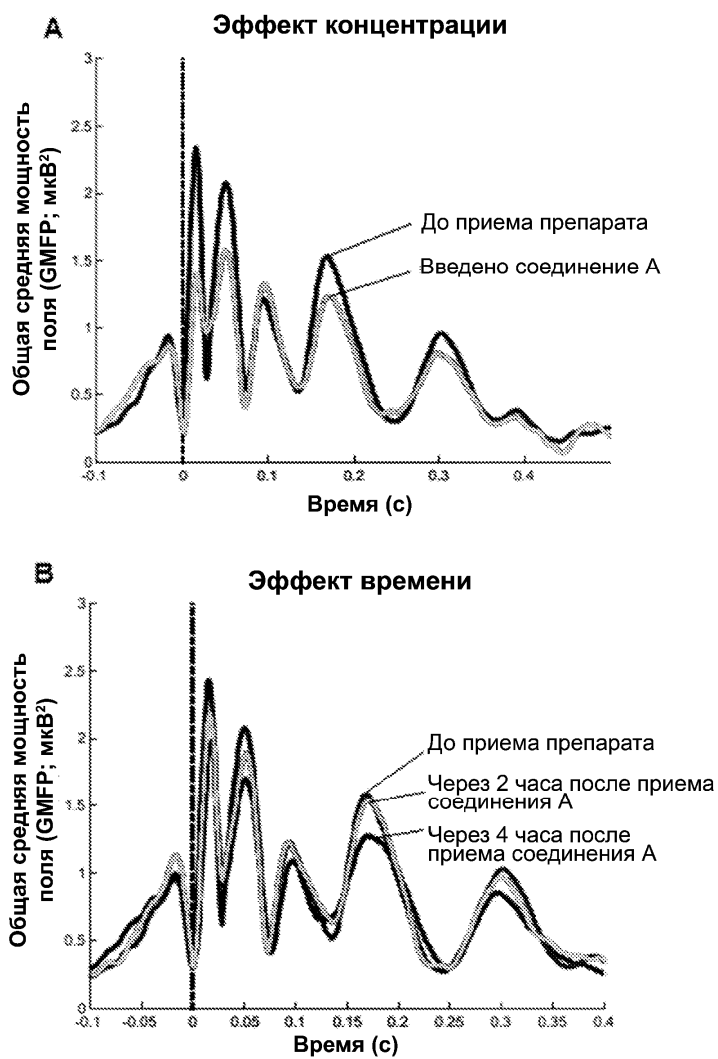 A
Эффект концентрации
Общая средняя мощность
поля (GMFP; мкВ²)
3
2.5
2
1.5
1
0.5
0
До приема препарата
Введено соединение А
-0.1
0
0.1
0.2
0.3
0.4
Время (с)
B
Эффект времени
Общая средняя мощность
поля (GMFP; мкВ²)
3
2.5
2
1.5
1
0.5
0
До приема препарата
Через 2 часа после приема
соединения А
Через 4 часа после
приема соединения А
-0.1
-0.05
0
0.05
0.1
0.15
0.2
0.25
0.3
0.35
0.4
Время (с)